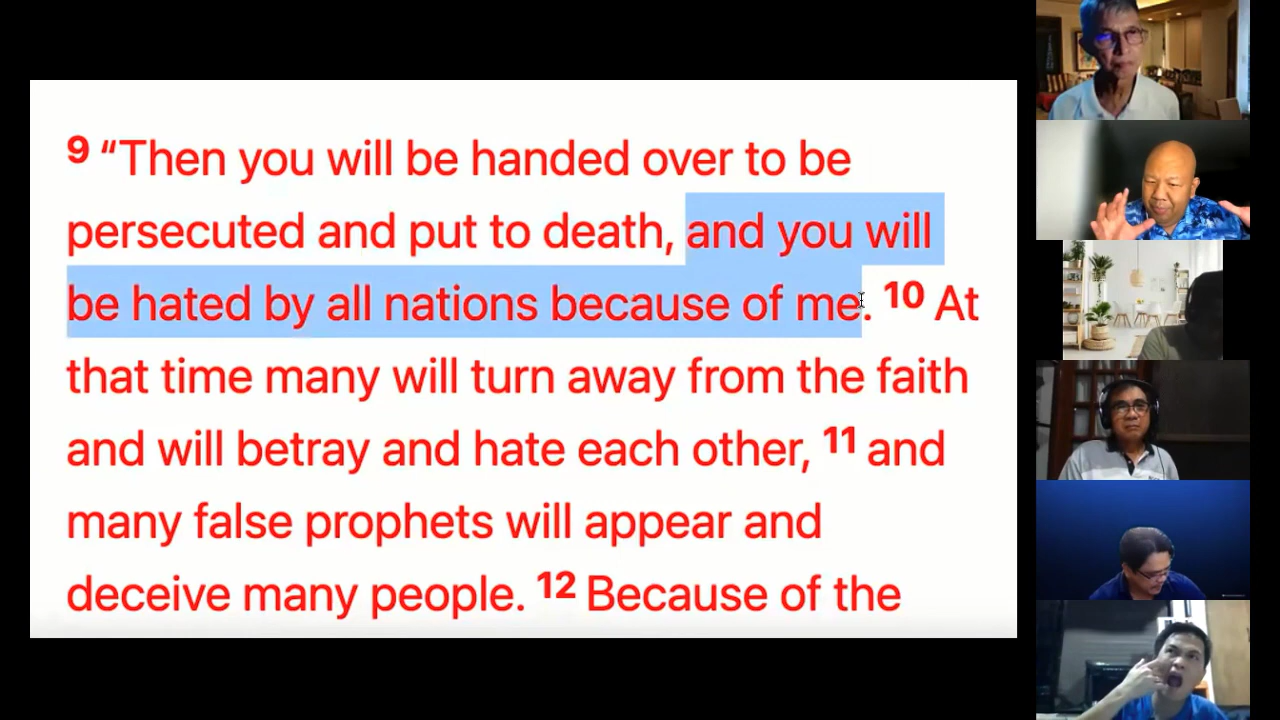 9 “Then you will be handed over to be
persecuted and put to death, and you will
be hated by all nations because of me. 10 At
that time many will turn away from the faith
and will betray and hate each other, 11 and
many false prophets will appear and
deceive many people. 12 Because of the